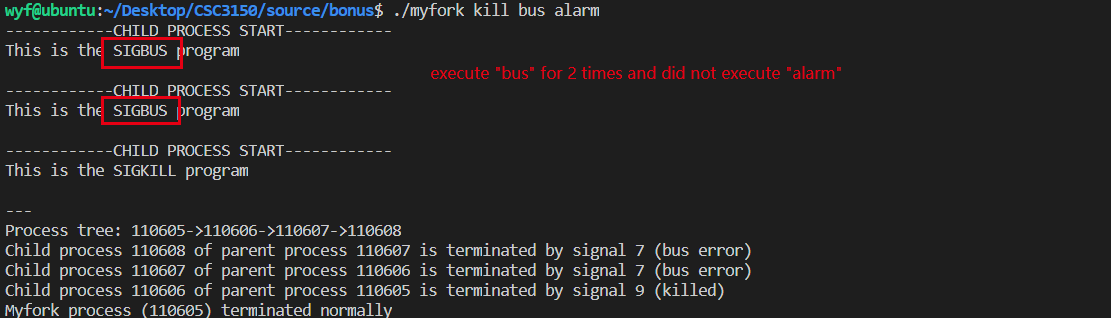 wyf@ubuntu:~/Desktop/CSC3150/source/bonus$ ./myfork kill bus alarm
------------CHILD PROCESS START------------
This is the SIGBUS program
execute "bus" for 2 times and did not execute "alarm"
------------CHILD PROCESS START------------
This is the SIGBUS program
------------CHILD PROCESS START------------
This is the SIGKILL program
---
Process tree: 110605->110606->110607->110608
Child process 110608 of parent process 110607 is terminated by signal 7 (bus error)
Child process 110607 of parent process 110606 is terminated by signal 7 (bus error)
Child process 110606 of parent process 110605 is terminated by signal 9 (killed)
Myfork process (110605) terminated normally